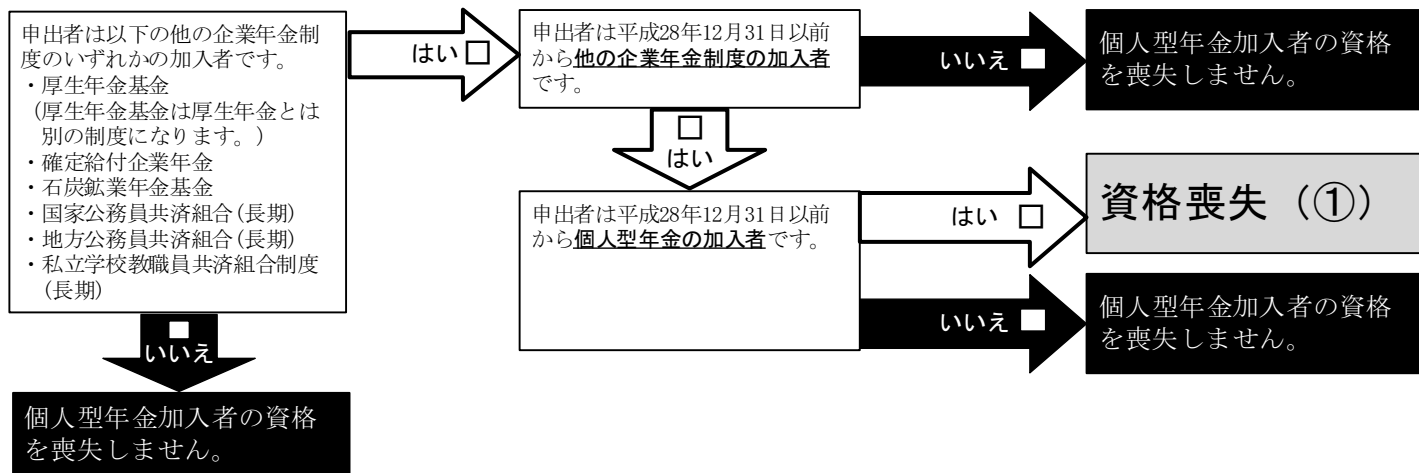 申出者は以下の他の企業年金制
度のいずれかの加入者です。
・厚生年金基金
（厚生年金基金は厚生年金とは
別の制度になります。）
・確定給付企業年金
・石炭鉱業年金基金
・国家公務員共済組合(長期)
・地方公務員共済組合(長期)
・私立学校教職員共済組合制度
(長期)
はい □
申出者は平成28年12月31日以前
から他の企業年金制度の加入者
です。
いいえ ■
個人型年金加入者の資格
を喪失しません。
□
はい
申出者は平成28年12月31日以前
から個人型年金の加入者です。
はい □
資格喪失（①）
いいえ ■
個人型年金加入者の資格
を喪失しません。
■
いいえ
個人型年金加入者の資格
を喪失しません。